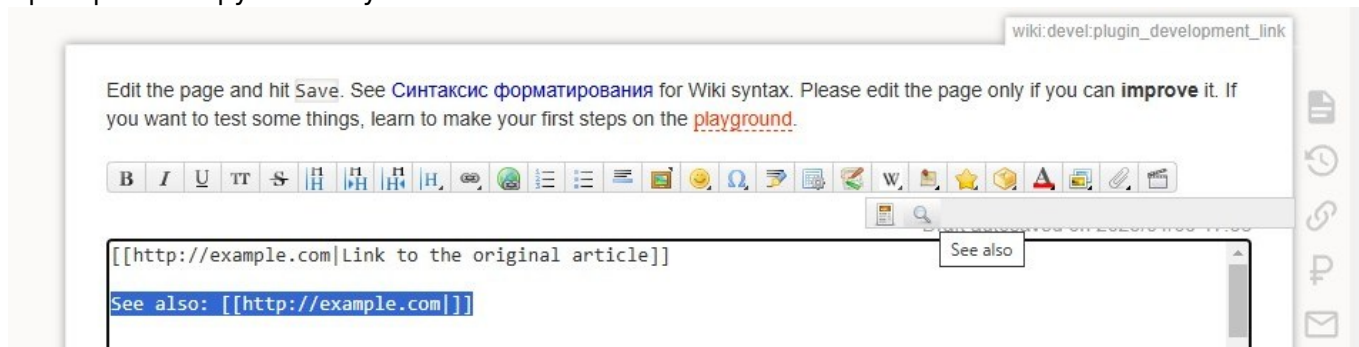 wiki:devel:plugin_development_link
Edit the page and hit Save. See Синтаксис форматирования for Wiki syntax. Please edit the page only if you can improve it. If
you want to test some things, learn to make your first steps on the playground.
B I U TT S H H H H W A
See also
[[http://example.com|Link to the original article]]
See also: [[http://example.com|]]